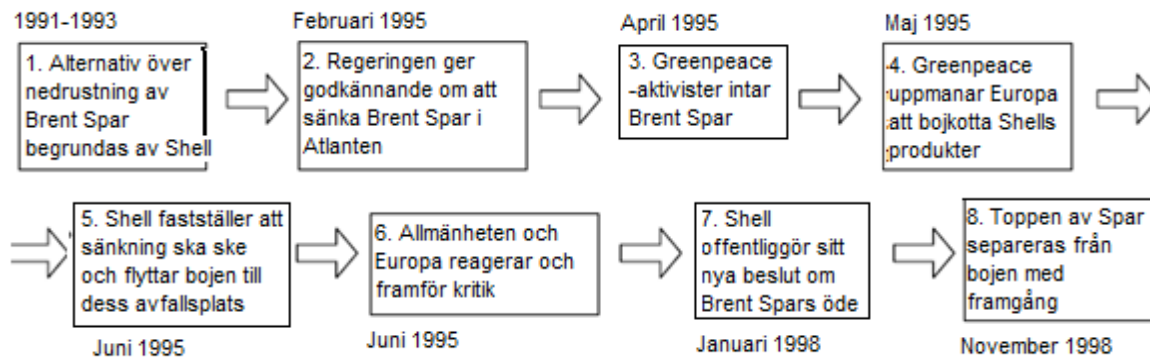 1991-1993
1. Alternativ över
nedrustning av
Brent Spar
begrundas av Shell
Februari 1995
2. Regeringen ger
godkännande om att
sänka Brent Spar i
Atlanten
April 1995
3. Greenpeace
-aktivister intar
Brent Spar
Maj 1995
4. Greenpeace
uppmanar Europa
att bojkotta Shells
produkter
5. Shell fastställer att
sänkning ska ske
och flyttar bojen till
dess avfallsplats
Juni 1995
6. Allmänheten och
Europa reagerar och
framför kritik
Juni 1995
7. Shell
offentliggör sitt
nya beslut om
Brent Spars öde
Januari 1998
8. Toppen av Spar
separeras från
bojen med
framgång
November 1998